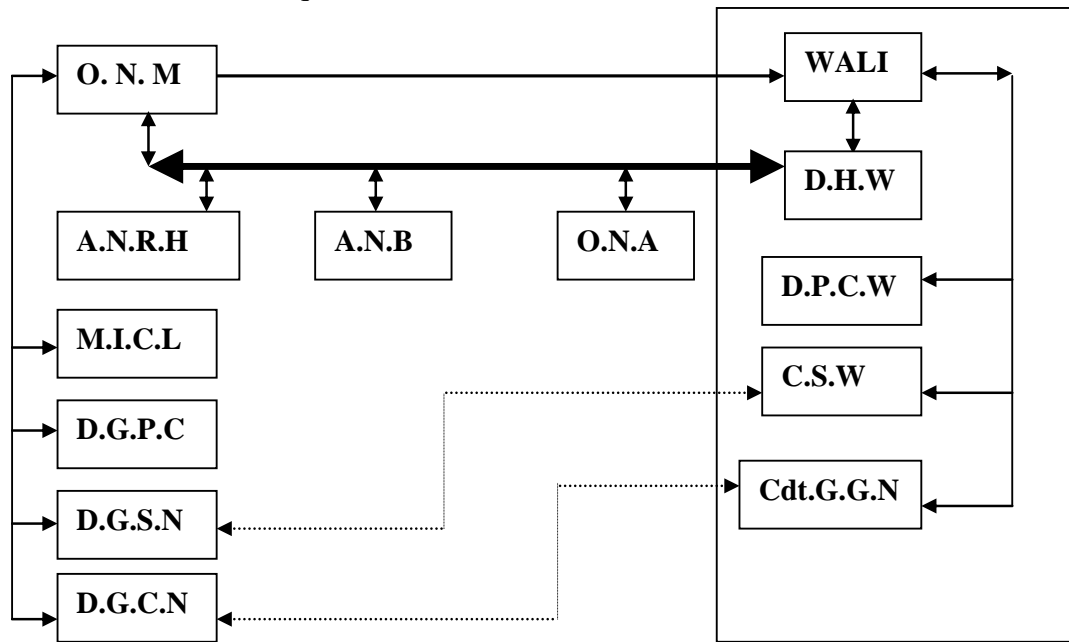 O. N. M
WALI
D.H.W
A.N.R.H
A.N.B
O.N.A
D.P.C.W
M.I.C.L
C.S.W
D.G.P.C
Cdt.G.G.N
D.G.S.N
D.G.C.N